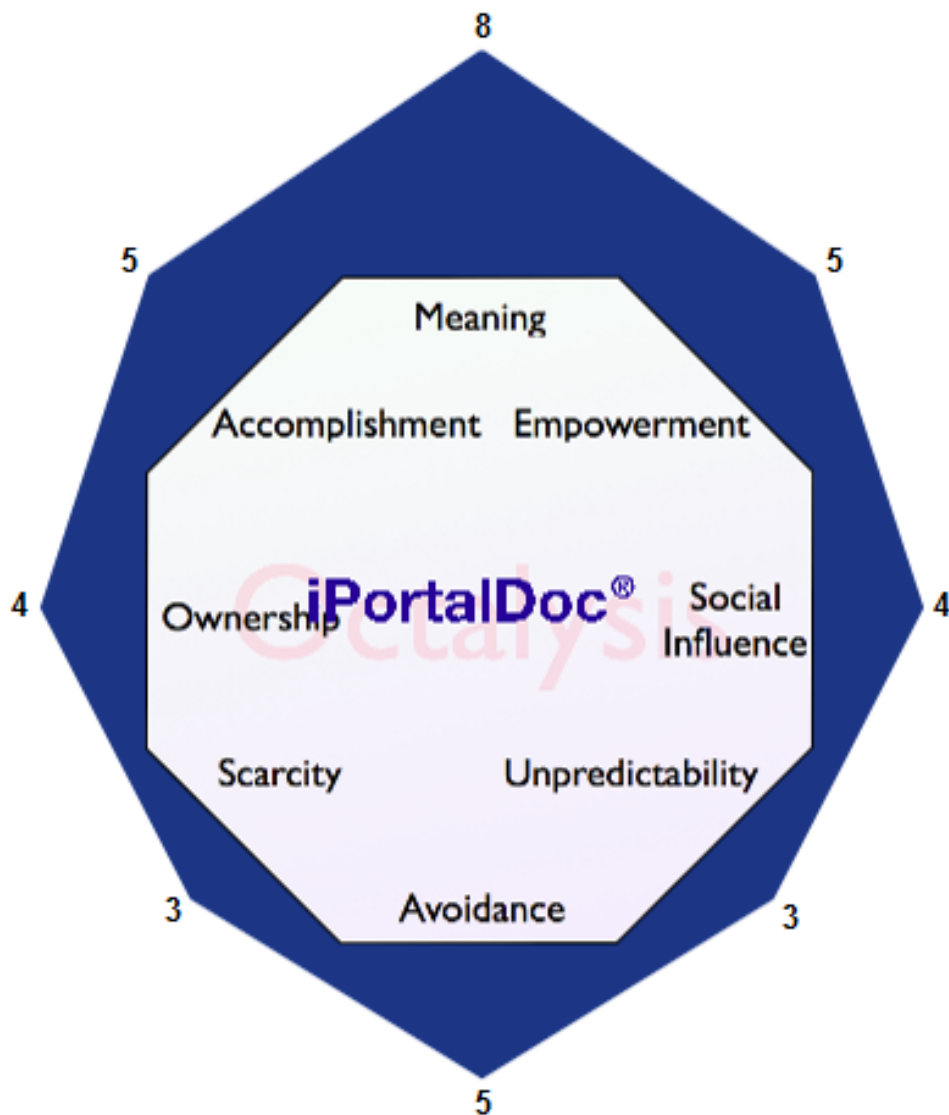 8
5
5
Meaning
Accomplishment Empowerment
Octalysis
iPortalDoc®
4
Ownership
Social
Influence
4
Scarcity
Unpredictability
3
Avoidance
3
5